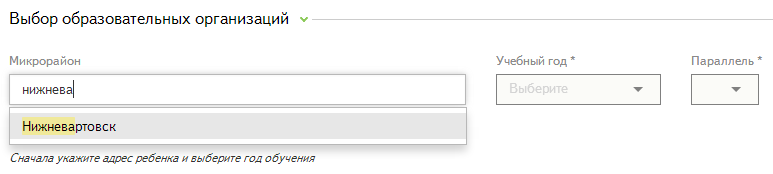 Выбор образовательных организаций
Микрорайон Учебный год * Параллель *
нижнева Выберите
Нижневартовск
Сначала укажите адрес ребенка и выберите год обучения